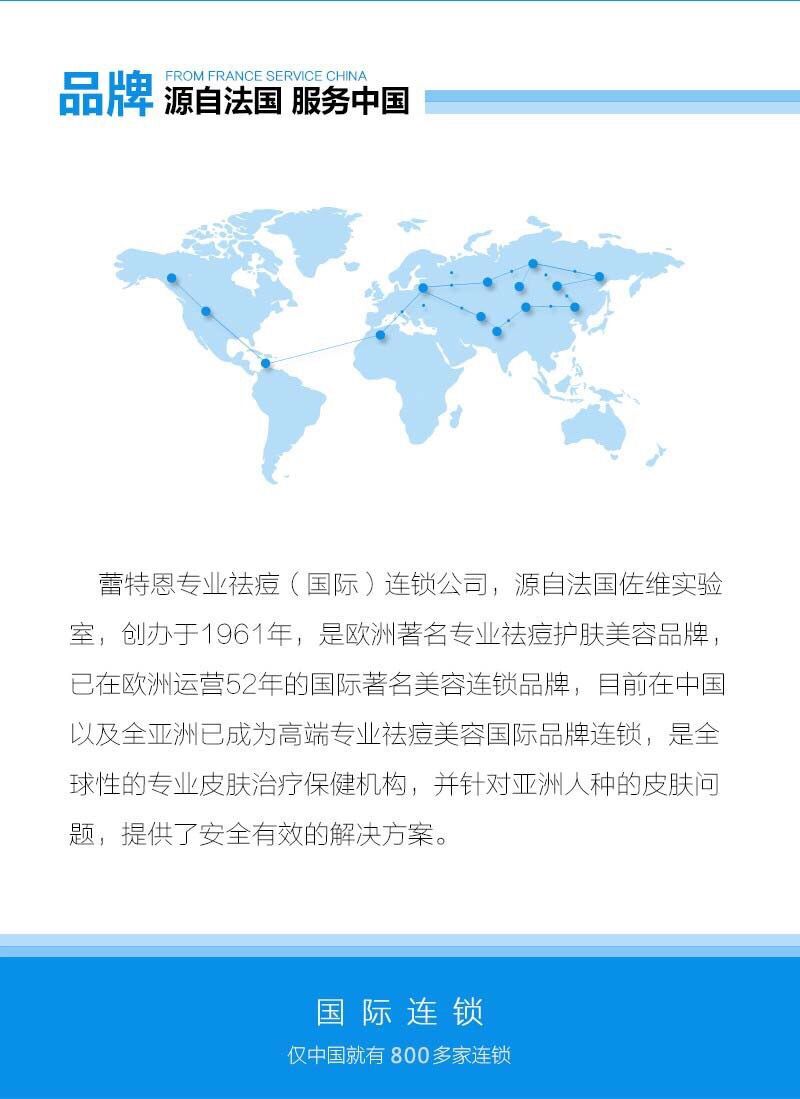 品牌
FROM FRANCE SERVICE CHINA
源自法国 服务中国
蕾特恩专业祛痘（国际）连锁公司，源自法国佐维实验
室，创办于1961年，是欧洲著名专业祛痘护肤美容品牌，
已在欧洲运营52年的国际著名美容连锁品牌，目前在中国
以及全亚洲已成为高端专业祛痘美容国际品牌连锁，是全
球性的专业皮肤治疗保健机构，并针对亚洲人种的皮肤问
题，提供了安全有效的解决方案。
国际连锁
仅中国就有 800 多家连锁